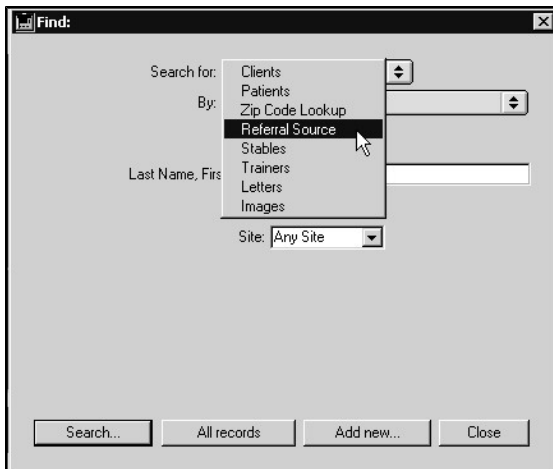 Find:
Search for:
Clients
Patients
By:
Zip Code Lookup
Referral Source
Stables
Trainers
Last Name, Firs
Letters
Images
Site: Any Site
Search... All records Add new... Close